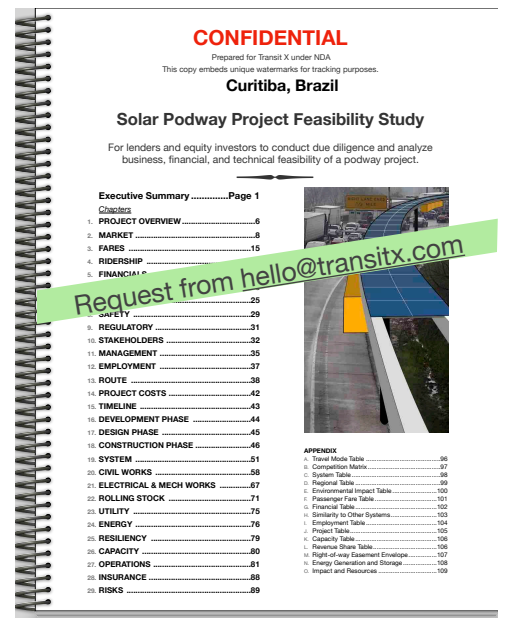 CONFIDENTIAL
Prepared for Transit X under NDA
This copy embeds unique watermarks for tracking purposes.
Curitiba, Brazil
Solar Podway Project Feasibility Study
For lenders and equity investors to conduct due diligence and analyze
business, financial, and technical feasibility of a podway project.
Executive Summary ..............Page 1
Chapters
1. PROJECT OVERVIEW ...................................6
2. MARKET ...................................8
3. FARES ...................................15
4. RIDERSHIP ...................................
5. FINANCIALS
Request from hello@transitx.com
25
8. SAFETY ...................................29
9. REGULATORY ...................................31
10. STAKEHOLDERS ...................................32
11. MANAGEMENT ...................................35
12. EMPLOYMENT ...................................37
13. ROUTE ...................................38
14. PROJECT COSTS ...................................42
15. TIMELINE ...................................43
16. DEVELOPMENT PHASE ...................................44
17. DESIGN PHASE ...................................45
18. CONSTRUCTION PHASE ...................................46
19. SYSTEM ...................................51
20. CIVIL WORKS ...................................58
21. ELECTRICAL & MECH WORKS ............67
22. ROLLING STOCK ...................................71
23. UTILITY ...................................75
24. ENERGY ...................................76
25. RESILIENCY ...................................79
26. CAPACITY ...................................80
27. OPERATIONS ...................................81
28. INSURANCE ...................................88
29. RISKS ...................................89
APPENDIX
A. Travel Mode Table ...................................96
B. Competition Matrix ...................................97
C. System Table ...................................98
D. Regional Table ...................................99
E. Environmental Impact Table ......................100
F. Passenger Fare Table ...................................101
G. Financial Table ...................................102
H. Similarity to Other Systems ......................103
I. Employment Table ...................................104
J. Project Table ...................................105
K. Capacity Table ...................................106
L. Revenue Share Table ...................................106
M. Right-of-way Easement Envelope ..............107
N. Energy Generation and Storage .................108
O. Impact and Resources ...................................109